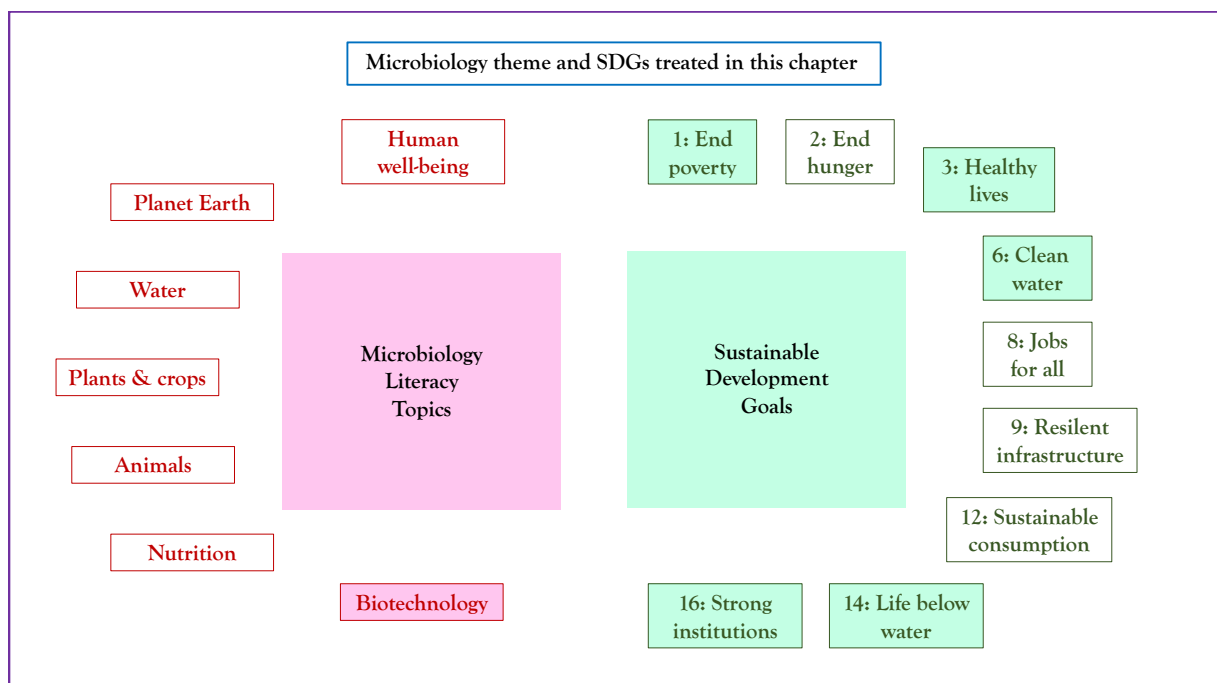 Microbiology theme and SDGs treated in this chapter
Human
well-being
Planet Earth
Water
Plants & crops
Animals
Nutrition
Biotechnology
Microbiology
Literacy
Topics
Sustainable
Development
Goals
1: End
poverty
2: End
hunger
3: Healthy
lives
6: Clean
water
8: Jobs
for all
9: Resilent
infrastructure
12: Sustainable
consumption
14: Life below
water
16: Strong
institutions